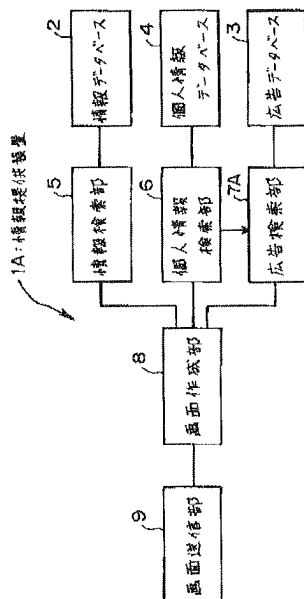 1A:情報提供装置
2
情報データベース
4
個人情報
データベース
3
広告データベース
5
情報検索部
6
個人情報
検索部
7A
広告検索部
8
画面作成部
9
画面送信部